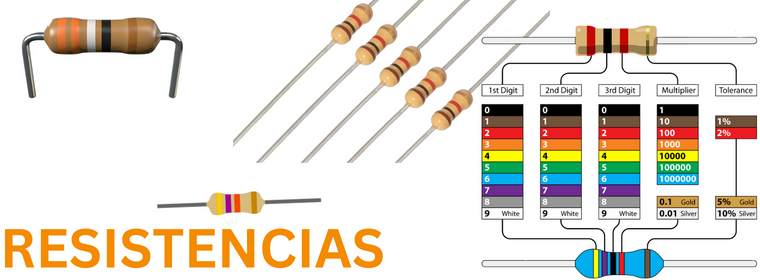 1st Digit 2nd Digit 3rd Digit Multiplier Tolerance
0 0 0 1
1 1 1 10 1%
2 2 2 100 2%
3 3 3 1000
4 4 4 10000
5 5 5 100000
6 6 6 1000000
7 7 7
8 8 8 0.1 Gold 5% Gold
9 White 9 White 9 White 0.01 Silver 10% Silver
RESISTENCIAS